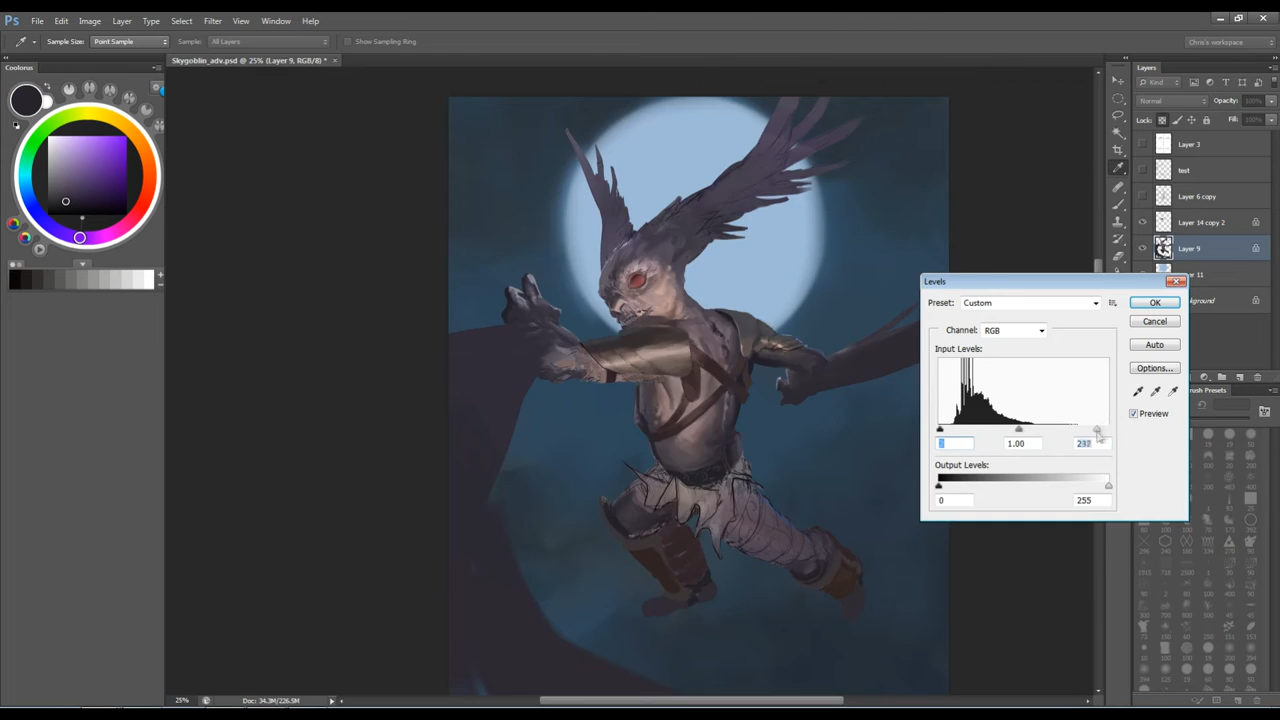 Ps File Edit Image Layer Type Select Filter View Window Help
Sample Size: Point Sample Sample: All Layers Show Sampling Ring Chris's workspace
Coolorus Skygoblin_adv.psd @ 25% (Layer 9, RGB/8) * × Layers
Kind
Normal Opacity: 100%
Lock: Fill: 100%
Layer 3
test
Layer 6 copy
Layer 14 copy 2
Layer 9
11
Levels
Preset: Custom OK
Cancel
Channel: RGB
Auto
Input Levels:
Options...
Brush Presets
Preview
1.00
Output Levels:
0 255
25% Doc: 34.3M/226.5M